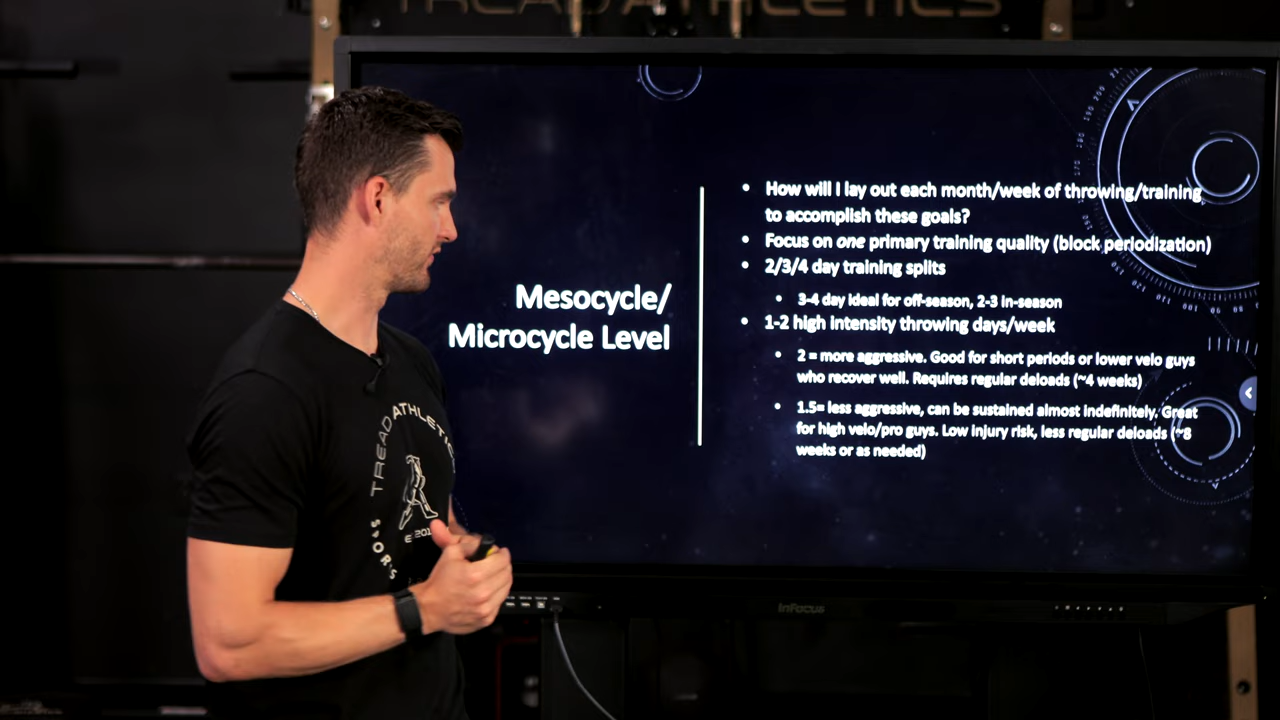 TREAD ATHLETICS
Mesocycle/
Microcycle Level
• How will I lay out each month/week of throwing/training
to accomplish these goals?
• Focus on one primary training quality (block periodization)
• 2/3/4 day training splits
• 3-4 day ideal for off-season, 2-3 in-season
• 1-2 high intensity throwing days/week
• 2 = more aggressive. Good for short periods or lower velo guys
who recover well. Requires regular deloads (~4 weeks)
• 1.5= less aggressive, can be sustained almost indefinitely. Great
for high velo/pro guys. Low injury risk, less regular deloads (~8
weeks or as needed)
TREAD ATHLETIC
InFocus